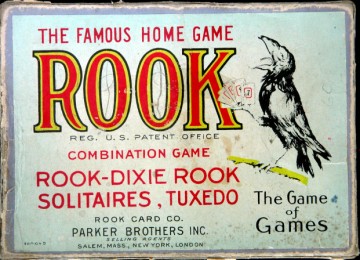 THE FAMOUS HOME GAME
ROOK
REG. U.S. PATENT OFFICE
COMBINATION GAME
ROOK-DIXIE ROOK
SOLITAIRES, TUXEDO
The Game
of
Games
ROOK CARD CO.
PARKER BROTHERS INC.
SELLING AGENTS
SALEM, MASS., NEW YORK, LONDON